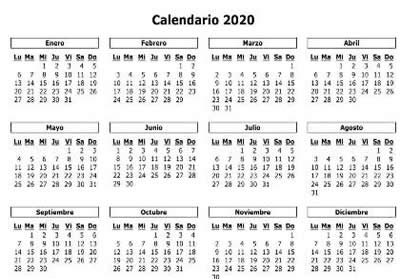 Calendario 2020
Enero
Lu Ma Mi Ju Vi Sa Do
1 2 3 4 5
6 7 8 9 10 11 12
13 14 15 16 17 18 19
20 21 22 23 24 25 26
27 28 29 30 31
Febrero
Lu Ma Mi Ju Vi Sa Do
1 2
3 4 5 6 7 8 9
10 11 12 13 14 15 16
17 18 19 20 21 22 23
24 25 26 27 28 29
Marzo
Lu Ma Mi Ju Vi Sa Do
1
2 3 4 5 6 7 8
9 10 11 12 13 14 15
16 17 18 19 20 21 22
23 24 25 26 27 28 29
30 31
Abril
Lu Ma Mi Ju Vi Sa Do
1 2 3 4 5
6 7 8 9 10 11 12
13 14 15 16 17 18 19
20 21 22 23 24 25 26
27 28 29 30
Mayo
Lu Ma Mi Ju Vi Sa Do
1 2 3
4 5 6 7 8 9 10
11 12 13 14 15 16 17
18 19 20 21 22 23 24
25 26 27 28 29 30 31
Junio
Lu Ma Mi Ju Vi Sa Do
1 2 3 4 5 6 7
8 9 10 11 12 13 14
15 16 17 18 19 20 21
22 23 24 25 26 27 28
29 30
Julio
Lu Ma Mi Ju Vi Sa Do
1 2 3 4 5
6 7 8 9 10 11 12
13 14 15 16 17 18 19
20 21 22 23 24 25 26
27 28 29 30 31
Agosto
Lu Ma Mi Ju Vi Sa Do
1 2
3 4 5 6 7 8 9
10 11 12 13 14 15 16
17 18 19 20 21 22 23
24 25 26 27 28 29 30
31
Septiembre
Lu Ma Mi Ju Vi Sa Do
1 2 3 4 5 6
7 8 9 10 11 12 13
14 15 16 17 18 19 20
21 22 23 24 25 26 27
28 29 30
Octubre
Lu Ma Mi Ju Vi Sa Do
1 2 3 4
5 6 7 8 9 10 11
12 13 14 15 16 17 18
19 20 21 22 23 24 25
26 27 28 29 30 31
Noviembre
Lu Ma Mi Ju Vi Sa Do
1
2 3 4 5 6 7 8
9 10 11 12 13 14 15
16 17 18 19 20 21 22
23 24 25 26 27 28 29
30
Diciembre
Lu Ma Mi Ju Vi Sa Do
1 2 3 4 5 6
7 8 9 10 11 12 13
14 15 16 17 18 19 20
21 22 23 24 25 26 27
28 29 30 31